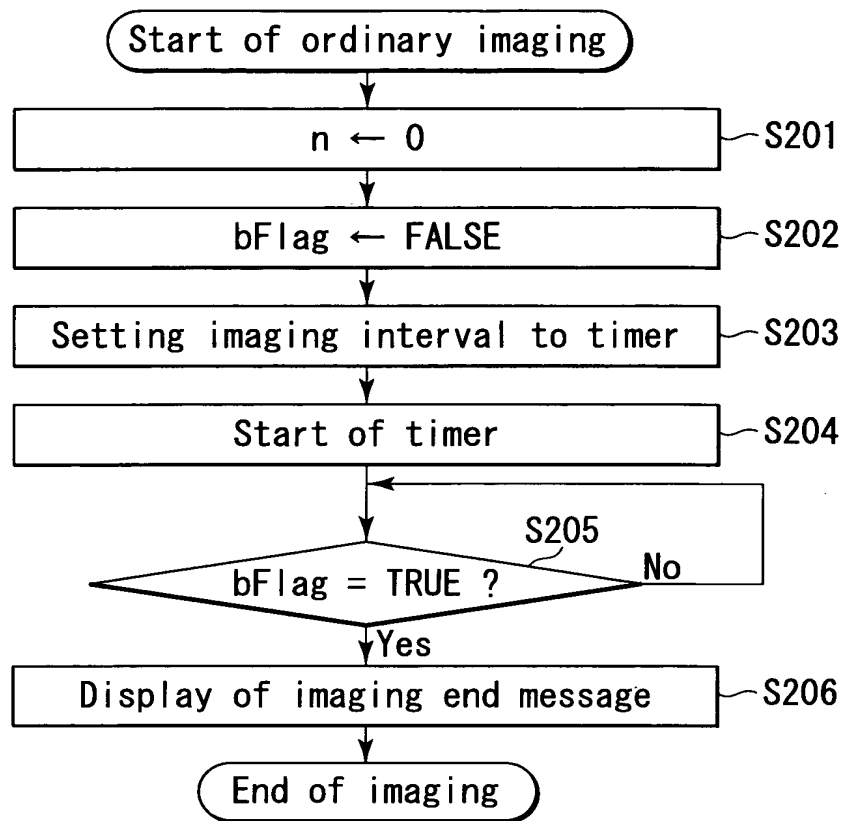 Start of ordinary imaging
n ← 0
S201
bFlag ← FALSE
S202
Setting imaging interval to timer
S203
Start of timer
S204
S205
bFlag = TRUE ?
No
Yes
Display of imaging end message
S206
End of imaging